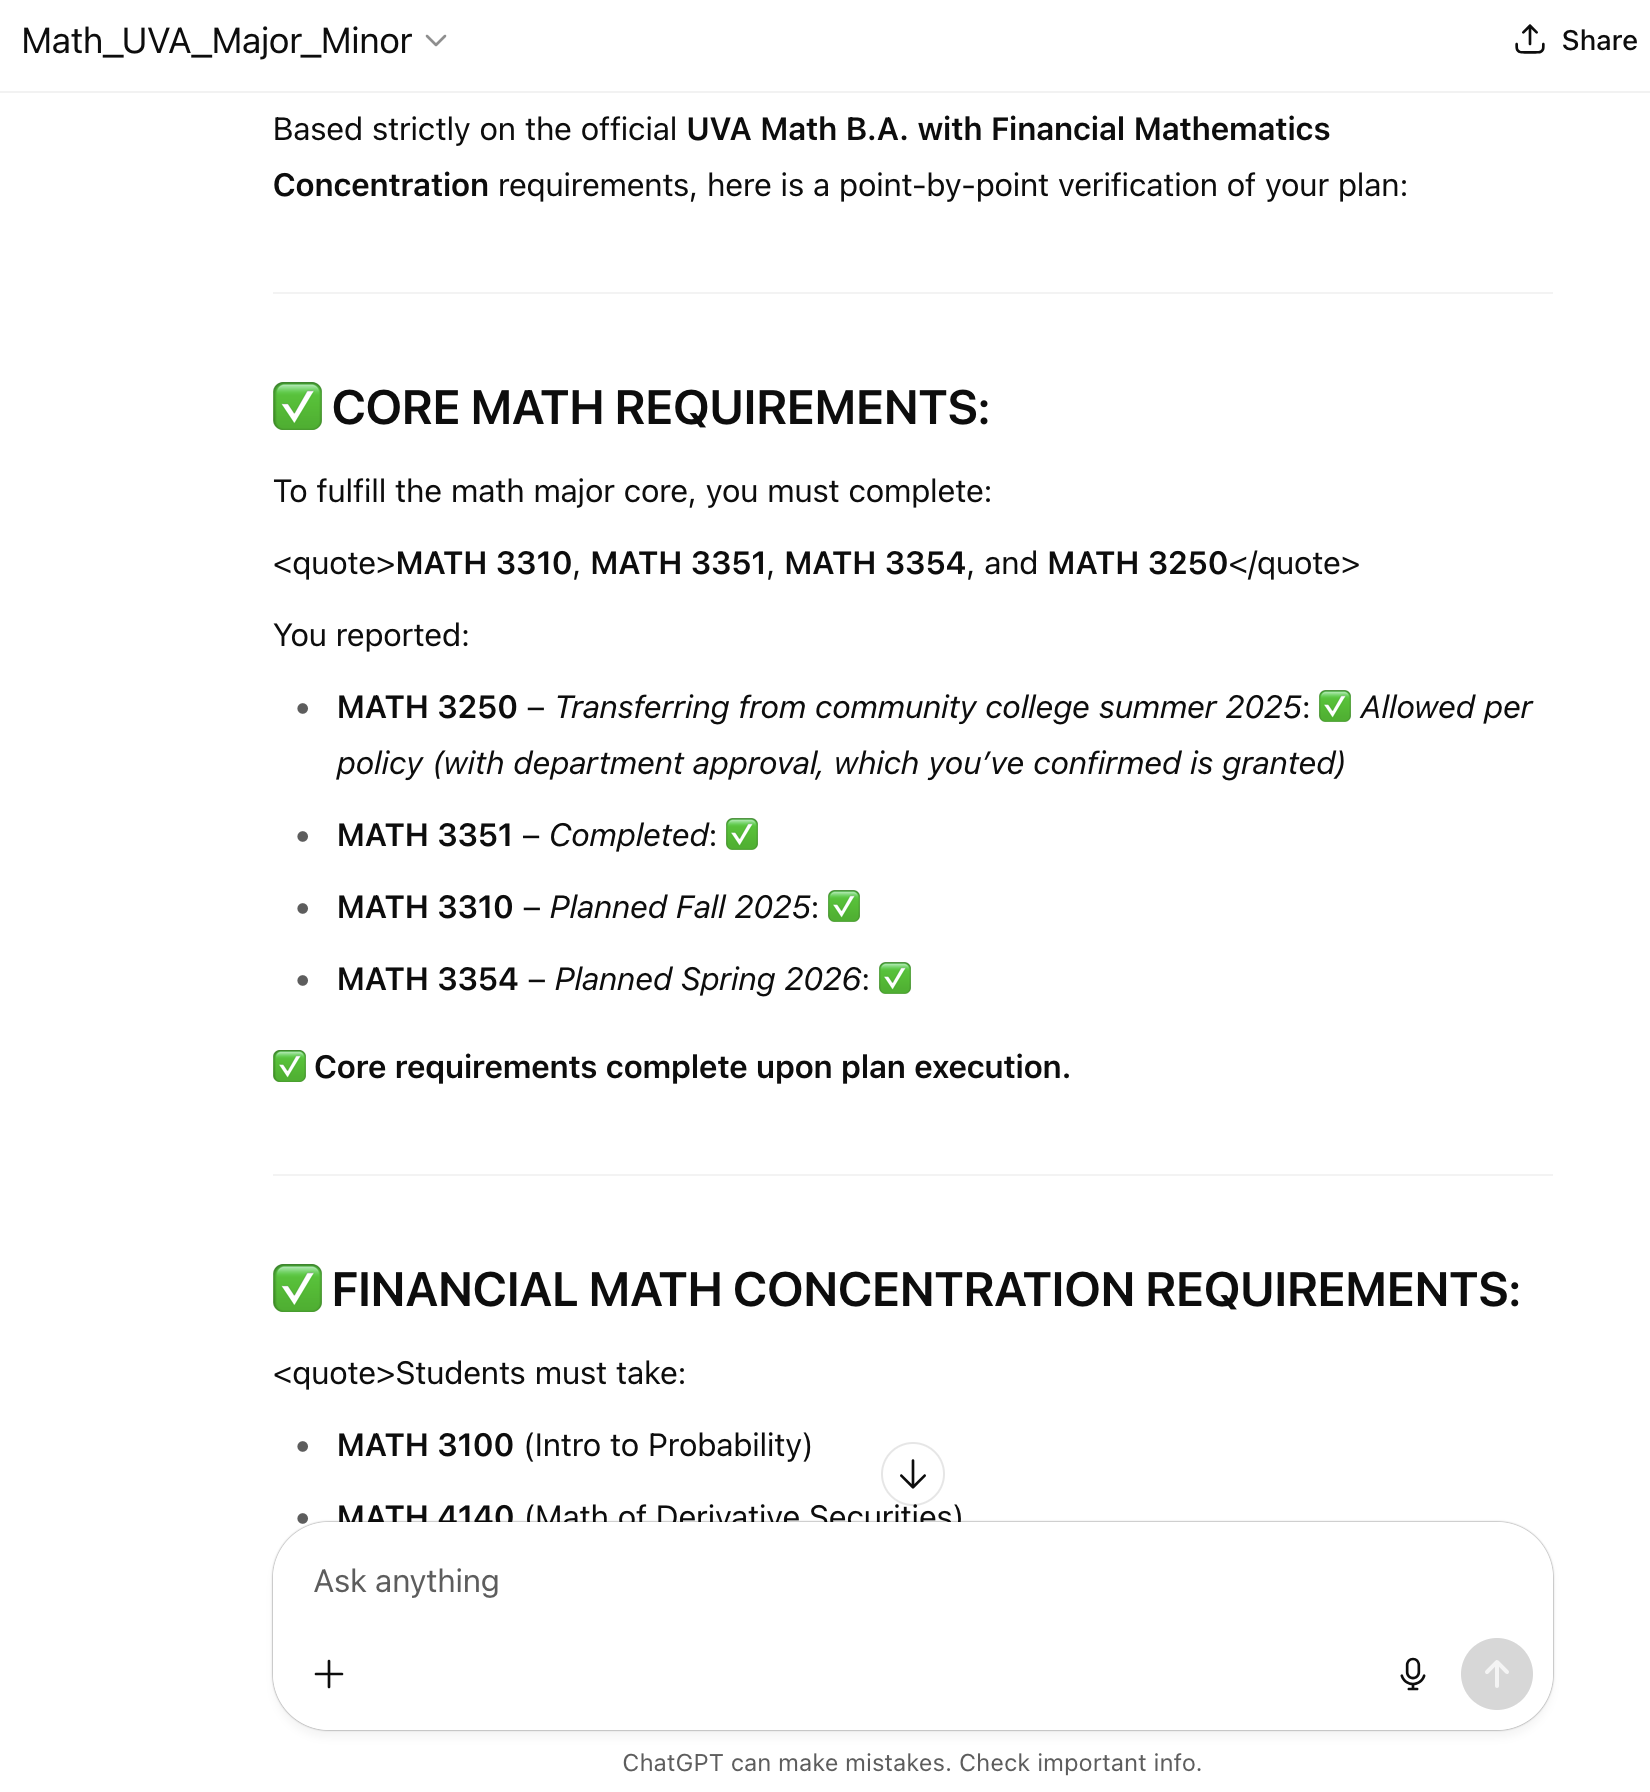 Math_UVA_Major_Minor
Share
Based strictly on the official UVA Math B.A. with Financial Mathematics
Concentration requirements, here is a point-by-point verification of your plan:
✅ CORE MATH REQUIREMENTS:
To fulfill the math major core, you must complete:
<quote>MATH 3310, MATH 3351, MATH 3354, and MATH 3250</quote>
You reported:
• MATH 3250 – Transferring from community college summer 2025: ✅ Allowed per
policy (with department approval, which you’ve confirmed is granted)
• MATH 3351 – Completed: ✅
• MATH 3310 – Planned Fall 2025: ✅
• MATH 3354 – Planned Spring 2026: ✅
✅ Core requirements complete upon plan execution.
✅ FINANCIAL MATH CONCENTRATION REQUIREMENTS:
<quote>Students must take:
• MATH 3100 (Intro to Probability)
• MATH 4140 (Math of Derivative Securities)
Ask anything
ChatGPT can make mistakes. Check important info.